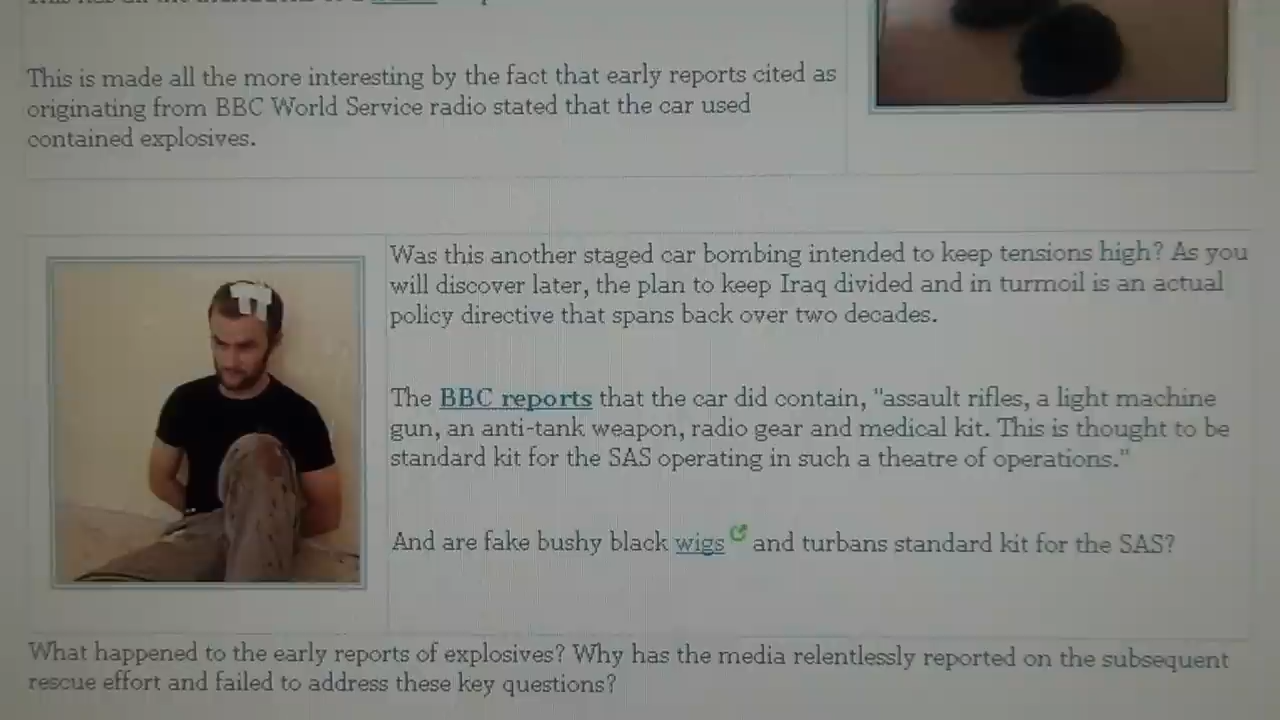 This is made all the more interesting by the fact that early reports cited as
originating from BBC World Service radio stated that the car used
contained explosives.
Was this another staged car bombing intended to keep tensions high? As you
will discover later, the plan to keep Iraq divided and in turmoil is an actual
policy directive that spans back over two decades.
The BBC reports that the car did contain, "assault rifles, a light machine
gun, an anti-tank weapon, radio gear and medical kit. This is thought to be
standard kit for the SAS operating in such a theatre of operations."
And are fake bushy black wigs and turbans standard kit for the SAS?
What happened to the early reports of explosives? Why has the media relentlessly reported on the subsequent
rescue effort and failed to address these key questions?